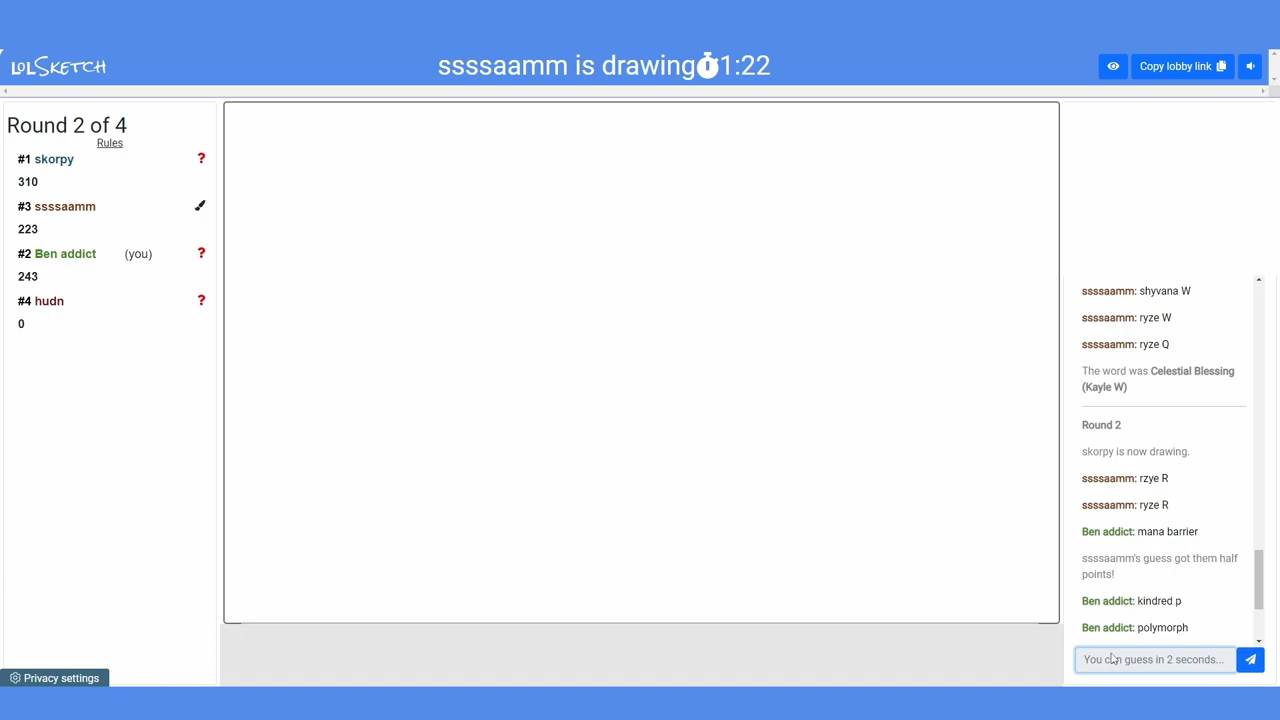 LOLSKETCH
ssssaamm is drawing 1:22
Copy lobby link
Round 2 of 4
Rules
#1 skorpy ?
310
#3 ssssaamm
223
#2 Ben addict (you) ?
243
#4 hudn ?
0
ssssaamm: shyvana W
ssssaamm: ryze W
ssssaamm: ryze Q
The word was Celestial Blessing
(Kayle W)
Round 2
skorpy is now drawing.
ssssaamm: rzye R
ssssaamm: ryze R
Ben addict: mana barrier
ssssaamm's guess got them half
points!
Ben addict: kindred p
Ben addict: polymorph
You can guess in 2 seconds...
Privacy settings